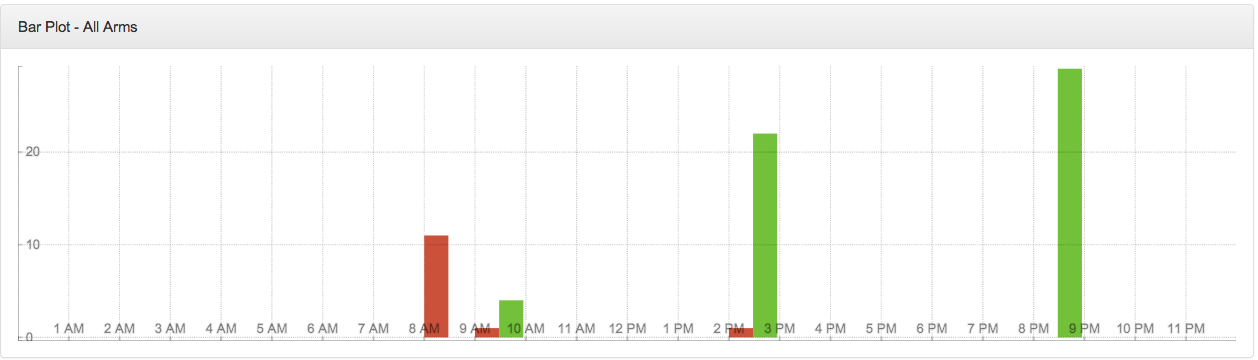 Bar Plot - All Arms
20
10
0
1 AM 2 AM 3 AM 4 AM 5 AM 6 AM 7 AM 8 AM 9 AM 10 AM 11 AM 12 PM 1 PM 2 PM 3 PM 4 PM 5 PM 6 PM 7 PM 8 PM 9 PM 10 PM 11 PM